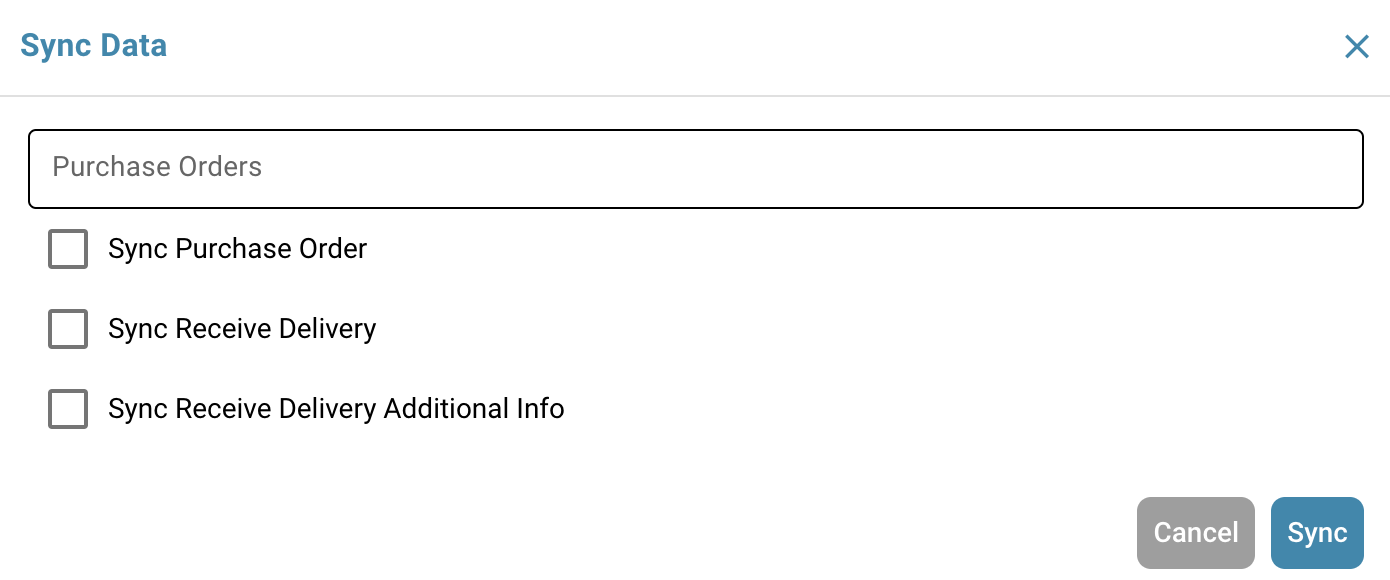 Sync Data
Purchase Orders
Sync Purchase Order
Sync Receive Delivery
Sync Receive Delivery Additional Info
Cancel Sync